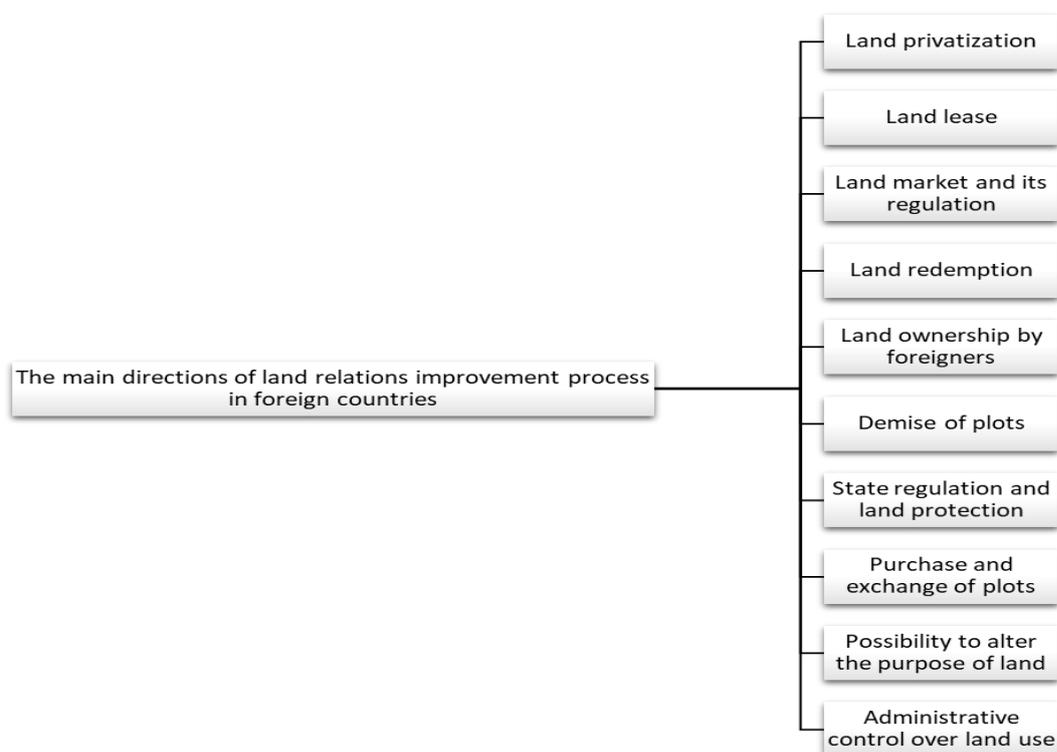 Land privatization
Land lease
Land market and its
regulation
Land redemption
Land ownership by
foreigners
The main directions of land relations improvement process
in foreign countries
Demise of plots
State regulation and
land protection
Purchase and
exchange of plots
Possibility to alter
the purpose of land
Administrative
control over land use